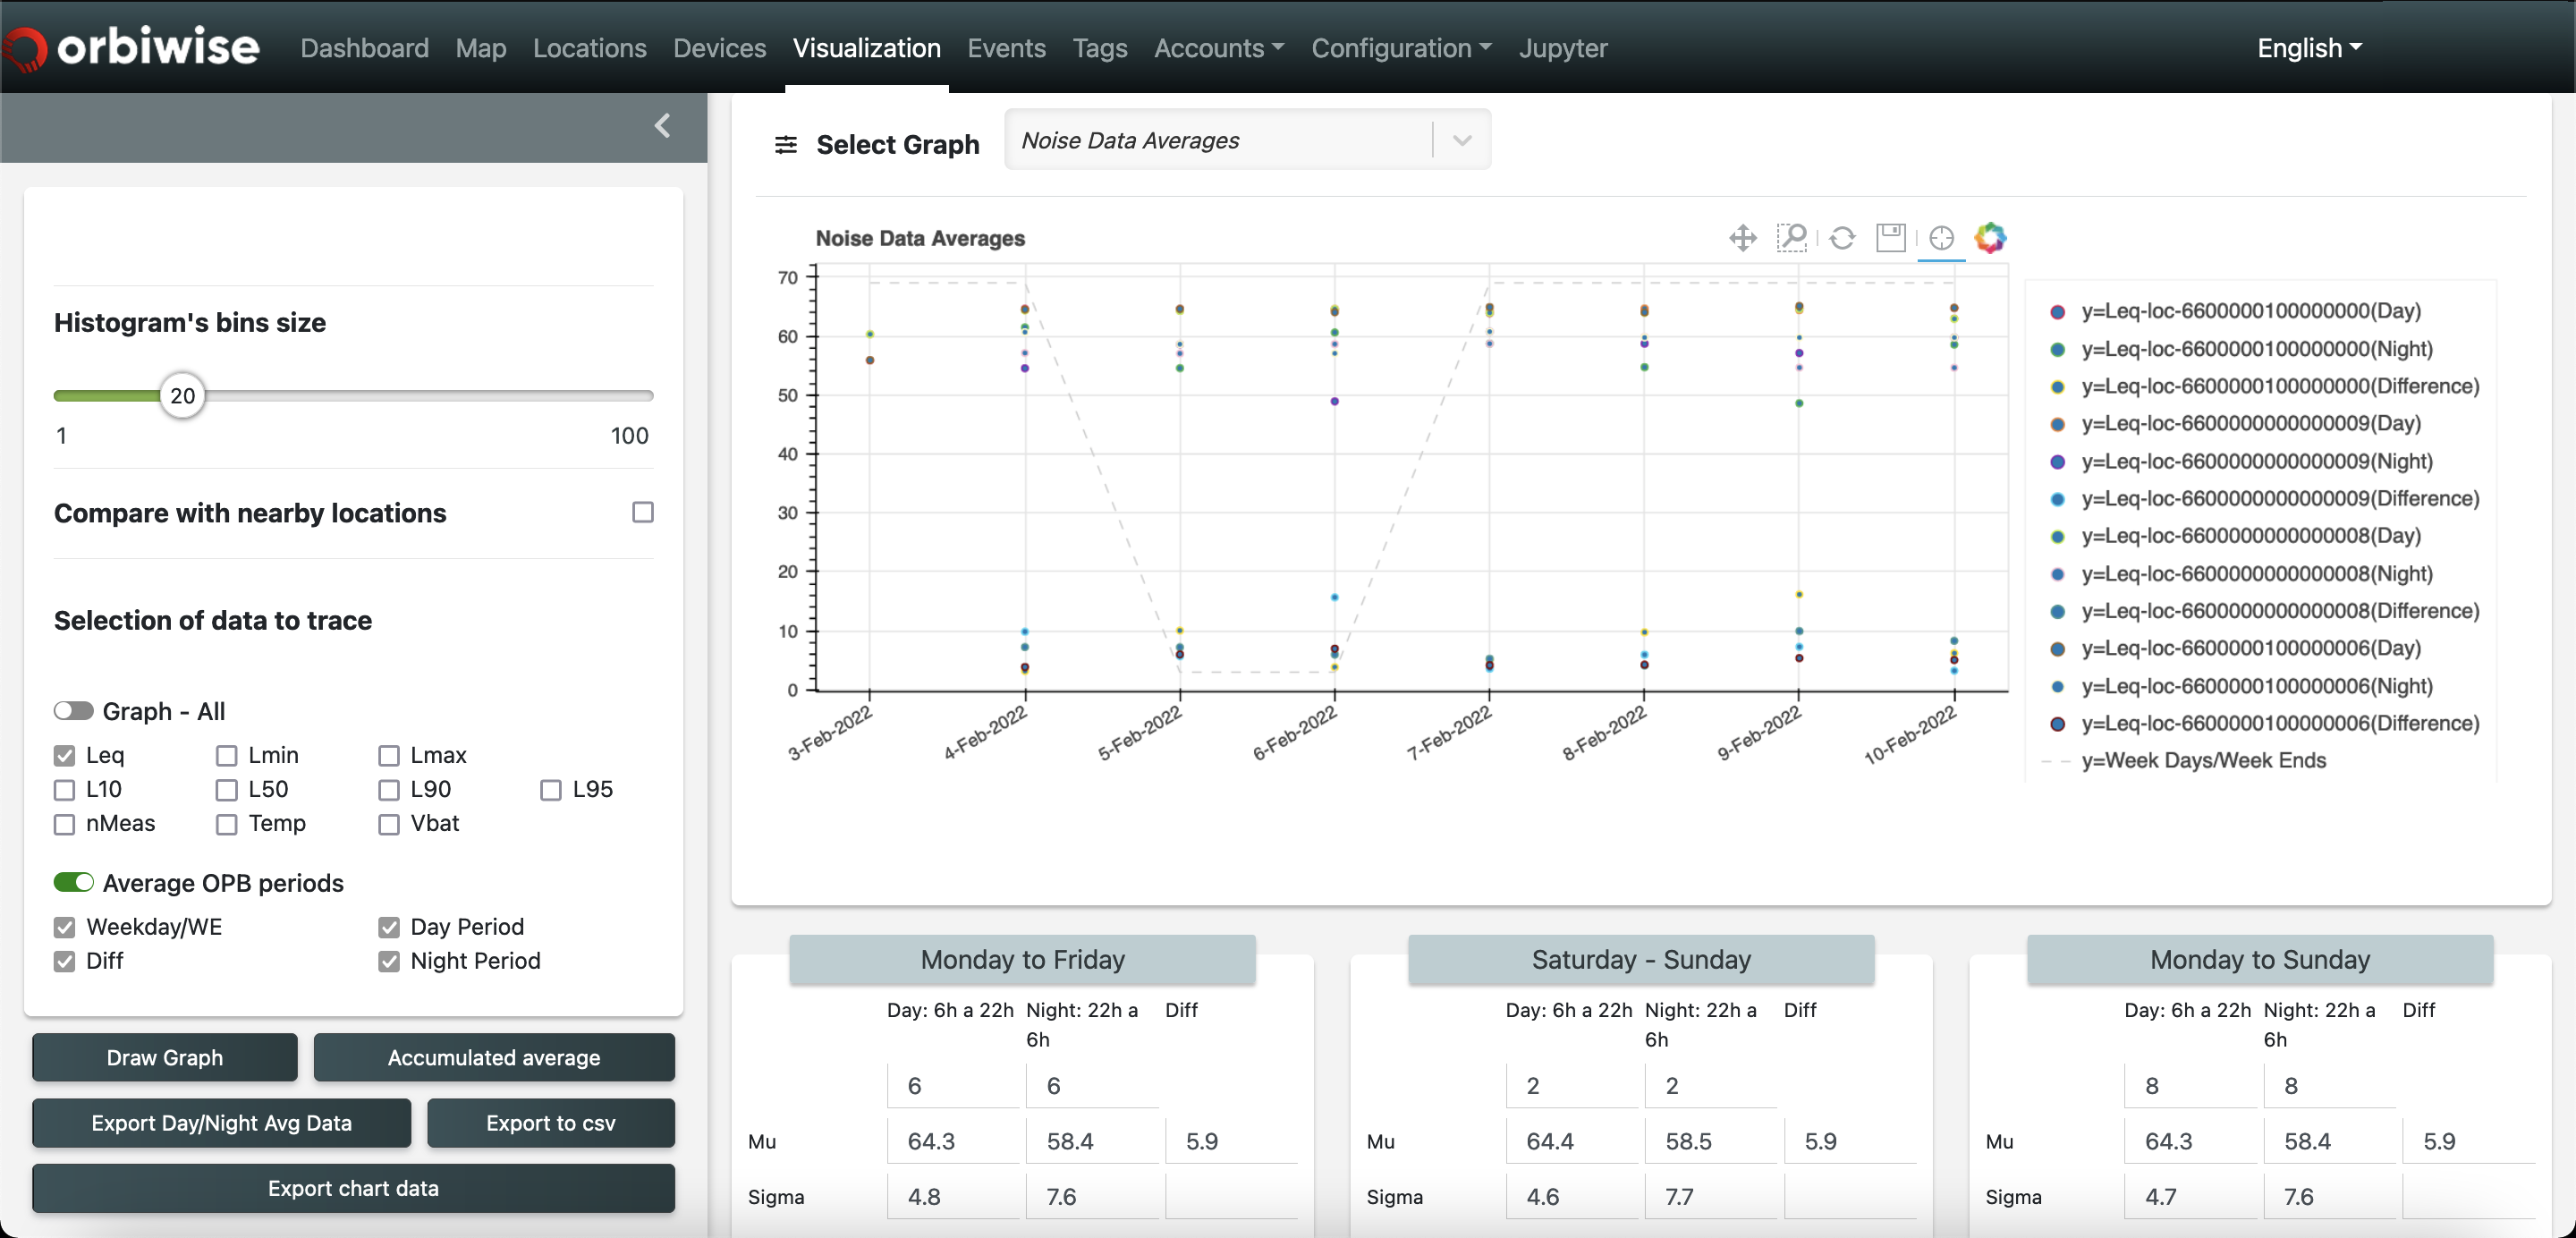 orbiwise Dashboard Map Locations Devices Visualization Events Tags Accounts Configuration Jupyter English
Histogram's bins size
20
1 100
Compare with nearby locations
Selection of data to trace
Graph - All
Leq Lmin Lmax
L10 L50 L90 L95
nMeas Temp Vbat
Average OPB periods
Weekday/WE Day Period
Diff Night Period
Draw Graph Accumulated average
Export Day/Night Avg Data Export to csv
Export chart data
Select Graph Noise Data Averages
Noise Data Averages
70
60
50
40
30
20
10
0
3-Feb-2022 4-Feb-2022 5-Feb-2022 6-Feb-2022 7-Feb-2022 8-Feb-2022 9-Feb-2022 10-Feb-2022
y=Leq-loc-6600000100000000(Day)
y=Leq-loc-6600000100000000(Night)
y=Leq-loc-6600000100000000(Difference)
y=Leq-loc-6600000000000009(Day)
y=Leq-loc-6600000000000009(Night)
y=Leq-loc-6600000000000009(Difference)
y=Leq-loc-6600000000000008(Day)
y=Leq-loc-6600000000000008(Night)
y=Leq-loc-6600000000000008(Difference)
y=Leq-loc-6600000100000006(Day)
y=Leq-loc-6600000100000006(Night)
y=Leq-loc-6600000100000006(Difference)
y=Week Days/Week Ends
Monday to Friday
Day: 6h a 22h Night: 22h a 6h Diff
6 6
Mu 64.3 58.4 5.9
Sigma 4.8 7.6
Saturday - Sunday
Day: 6h a 22h Night: 22h a 6h Diff
2 2
Mu 64.4 58.5 5.9
Sigma 4.6 7.7
Monday to Sunday
Day: 6h a 22h Night: 22h a 6h Diff
8 8
Mu 64.3 58.4 5.9
Sigma 4.7 7.6